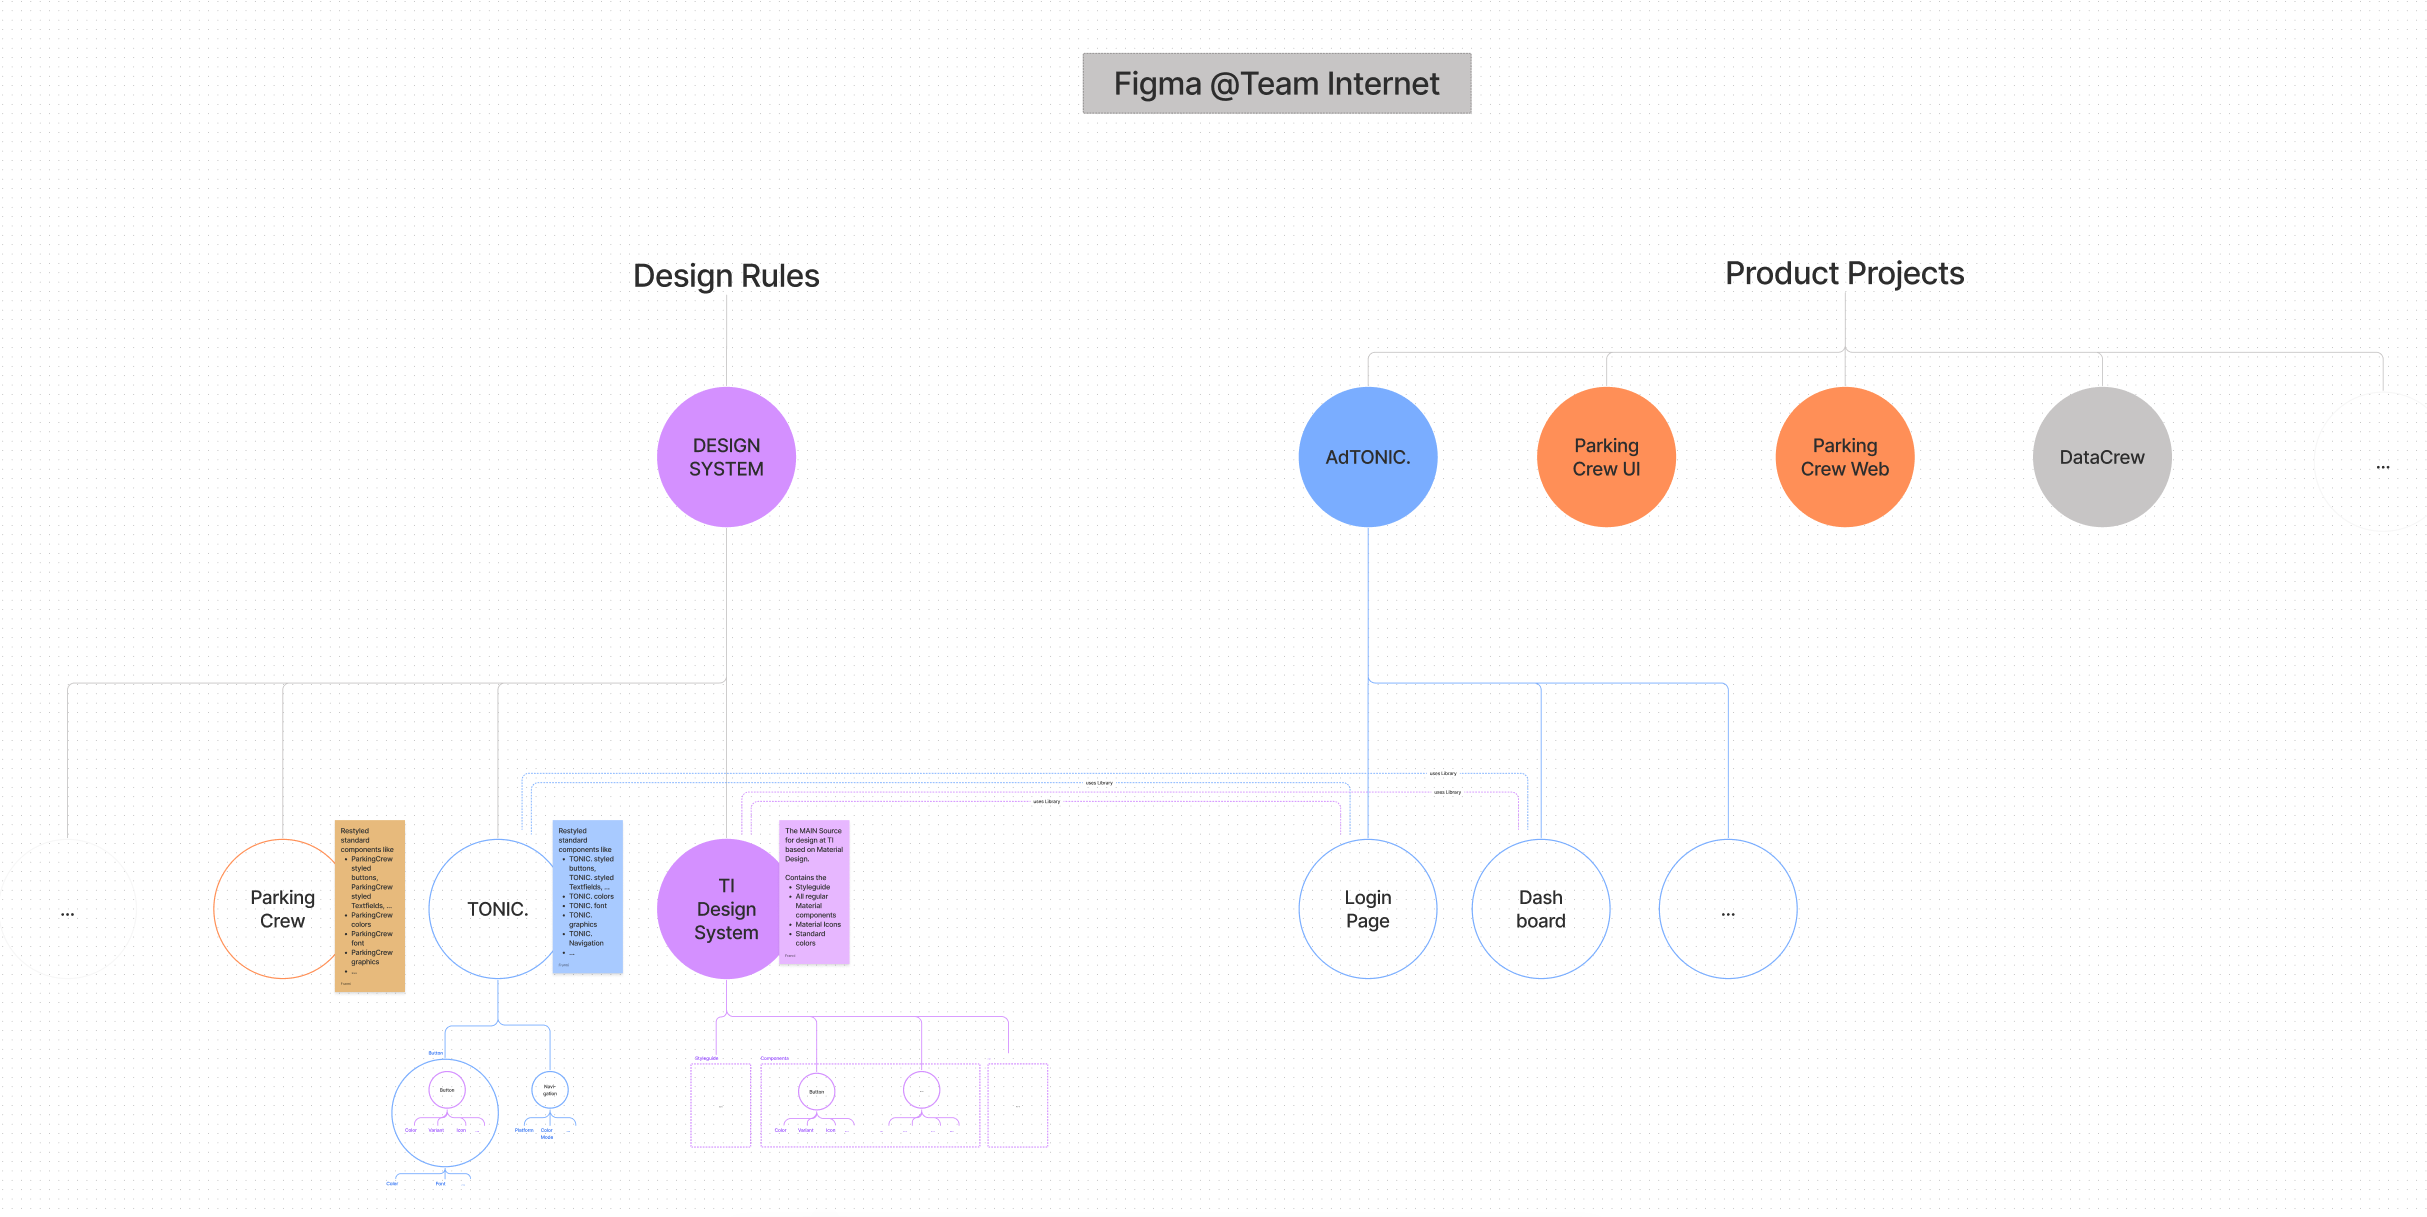 Figma @Team Internet
Design Rules
Product Projects
DESIGN
SYSTEM
AdTONIC.
Parking
Crew UI
Parking
Crew Web
DataCrew
...
uses Library
uses Library
uses Library
uses Library
...
Parking
Crew
Restyled
standard
components like
• ParkingCrew
styled
buttons,
ParkingCrew
styled
Textfields, ...
• ParkingCrew
colors
• ParkingCrew
font
• ParkingCrew
graphics
• ...
TONIC.
Restyled
standard
components like
• TONIC. styled
buttons,
TONIC. styled
Textfields, ...
• TONIC. colors
• TONIC. font
• TONIC.
graphics
• TONIC.
Navigation
• ...
TI
Design
System
The MAIN Source
for design at TI
based on Material
Design.
Contains the
• Styleguide
• All regular
Material
components
• Material Icons
• Standard
colors
Login
Page
Dash
board
...
Button
Button
Color
Variant
Icon
...
Color
Font
...
Navi-
gation
Platform
Color
Mode
...
Styleguide
...
Components
Button
Color
Variant
Icon
...
...
...
...
...
...
...